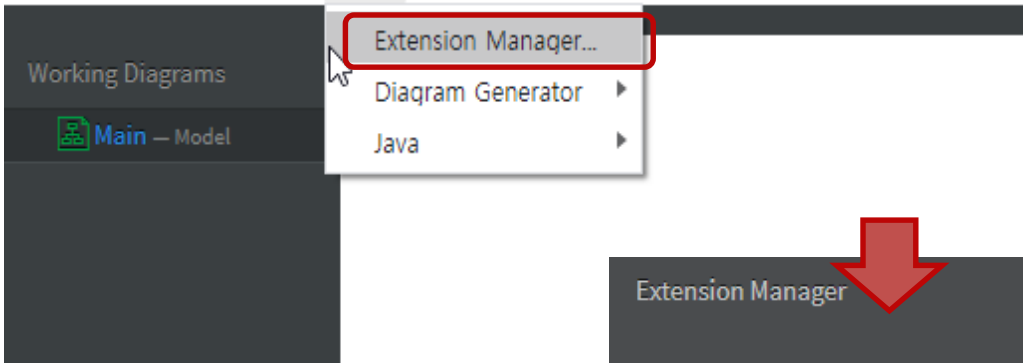 Extension Manager...
Working Diagrams
Diagram Generator
Main — Model
Java
Extension Manager